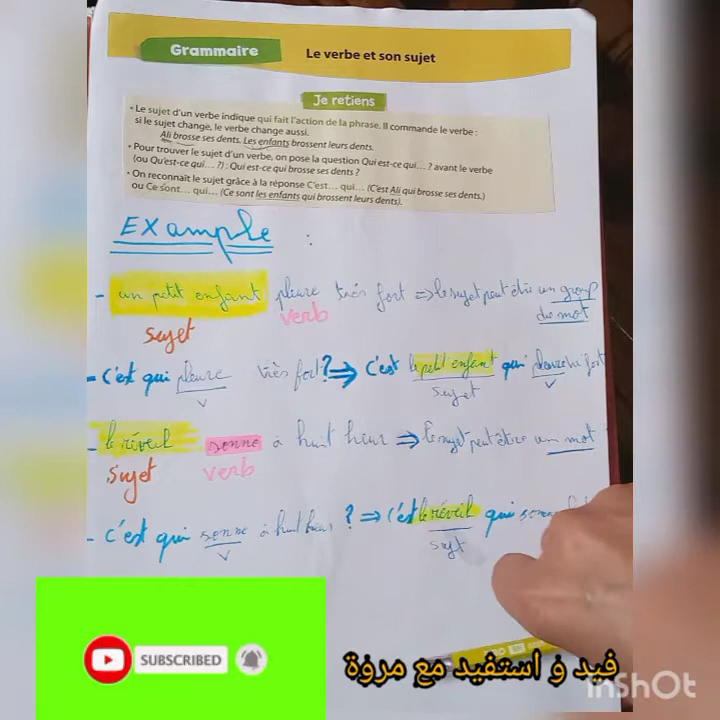 Grammaire
Le verbe et son sujet
Je retiens
• Le sujet d'un verbe indique qui fait l'action de la phrase. Il commande le verbe :
si le sujet change, le verbe change aussi.
Ali brosse ses dents. Les enfants brossent leurs dents.
• Pour trouver le sujet d'un verbe, on pose la question Qui est-ce qui... ? avant le verbe
(ou Qu'est-ce qui... ?) : Qui est-ce qui brosse ses dents ?
• On reconnaît le sujet grâce à la réponse C'est... qui... (C'est Ali qui brosse ses dents.)
ou Ce sont... qui... (Ce sont les enfants qui brossent leurs dents).
EXample :
- un petit enfant pleure très fort ⇒ le sujet peut être un group
du mot
sujet verb
- c'est qui pleure très fort ? ⇒ c'est le petit enfant qui pleure fort
v sujet v
- le réveil sonne à huit heur ⇒ le sujet peut être un mot
sujet verb
- c'est qui sonne à huit heur ? ⇒ c'est le réveil qui
v sujt
SUBSCRIBED
فيد و استفيد مع مروة
InshOt